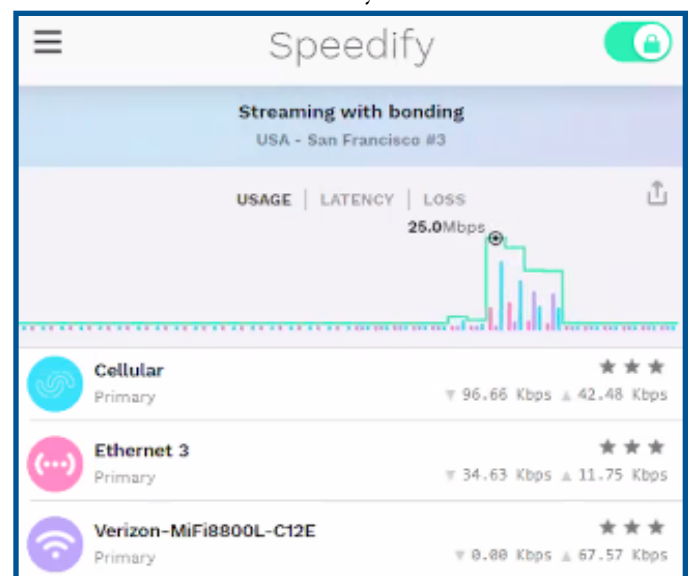 Speedify
Streaming with bonding
USA - San Francisco #3
USAGE | LATENCY | LOSS
25.0Mbps
Cellular
Primary
▼ 96.66 Kbps ▲ 42.48 Kbps
Ethernet 3
Primary
▼ 34.63 Kbps ▲ 11.75 Kbps
Verizon-MiFi8800L-C12E
Primary
▼ 0.00 Kbps ▲ 67.57 Kbps